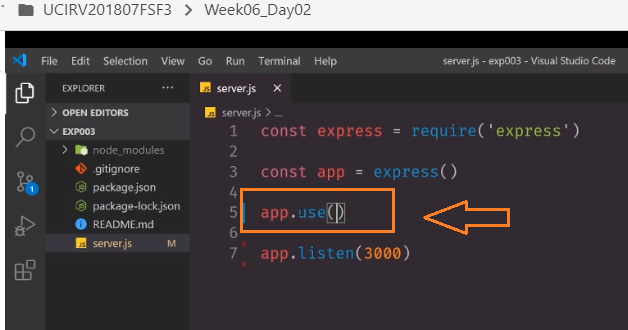 UCIRV201807FSF3 > Week06_Day02
File Edit Selection View Go Run Terminal Help server.js - exp003 - Visual Studio Code
EXPLORER ··· JS server.js ×
> OPEN EDITORS JS server.js > ...
EXP003 1 const express = require('express')
> node_modules 2
.gitignore 3 const app = express()
package.json 4
package-lock.json 5 app.use()
README.md 6
JS server.js M 7 app.listen(3000)
1